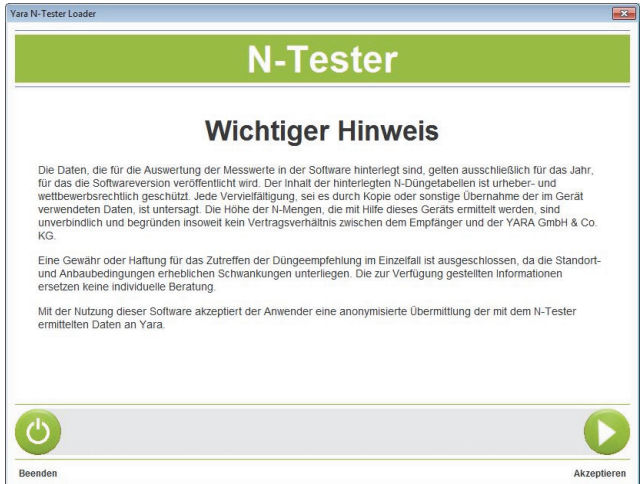 Yara N-Tester Loader
N-Tester
Wichtiger Hinweis
Die Daten, die für die Auswertung der Messwerte in der Software hinterlegt sind, gelten ausschließlich für das Jahr,
für das die Softwareversion veröffentlicht wird. Der Inhalt der hinterlegten N-Düngetabellen ist urheber- und
wettbewerbsrechtlich geschützt. Jede Vervielfältigung, sei es durch Kopie oder sonstige Übernahme der im Gerät
verwendeten Daten, ist untersagt. Die Höhe der N-Mengen, die mit Hilfe dieses Geräts ermittelt werden, sind
unverbindlich und begründen insoweit kein Vertragsverhältnis zwischen dem Empfänger und der YARA GmbH & Co.
KG.
Eine Gewähr oder Haftung für das Zutreffen der Düngeempfehlung im Einzelfall ist ausgeschlossen, da die Standort-
und Anbaubedingungen erheblichen Schwankungen unterliegen. Die zur Verfügung gestellten Informationen
ersetzen keine individuelle Beratung.
Mit der Nutzung dieser Software akzeptiert der Anwender eine anonymisierte Übermittlung der mit dem N-Tester
ermittelten Daten an Yara.
Beenden
Akzeptieren